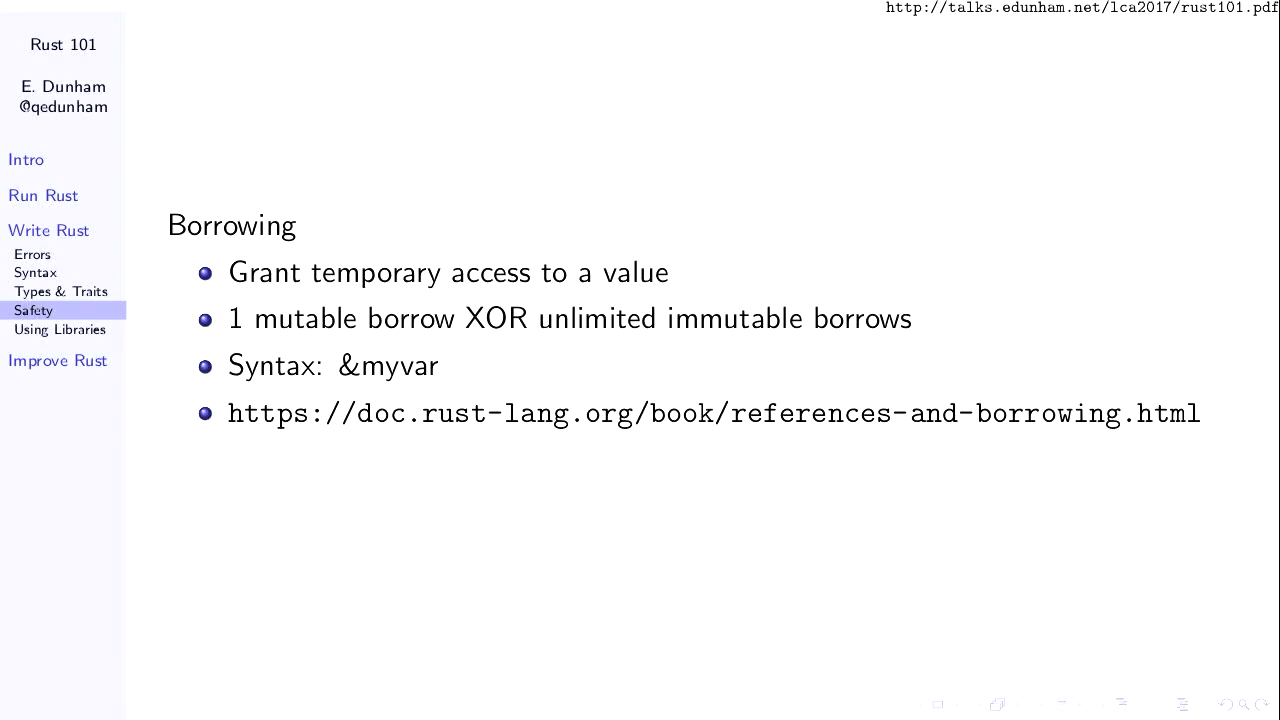 http://talks.edunham.net/lca2017/rust101.pdf
Rust 101
E. Dunham
@qedunham
Intro
Run Rust
Write Rust
Errors
Syntax
Types & Traits
Safety
Using Libraries
Improve Rust
Borrowing
Grant temporary access to a value
1 mutable borrow XOR unlimited immutable borrows
Syntax: &myvar
https://doc.rust-lang.org/book/references-and-borrowing.html